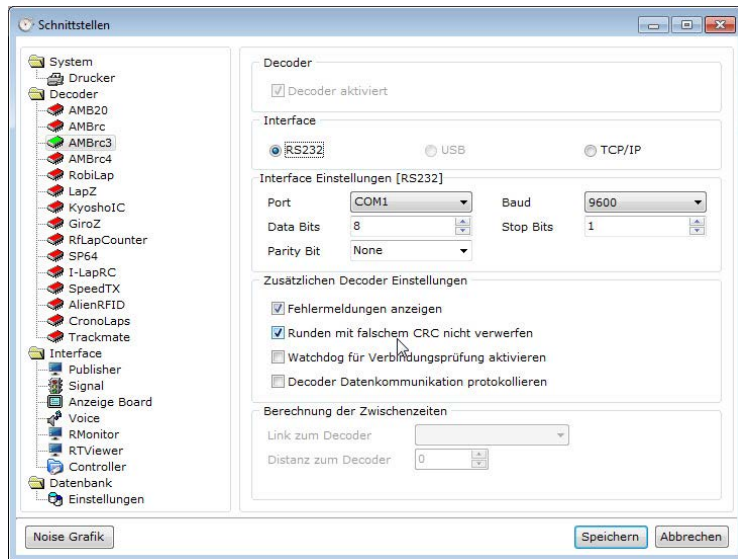 Schnittstellen
System
Drucker
Decoder
AMB20
AMBrc
AMBrc3
AMBrc4
RobiLap
LapZ
KyoshoIC
GiroZ
RfLapCounter
SP64
I-LapRC
SpeedTX
AlienRFID
CronoLaps
Trackmate
Interface
Publisher
Signal
Anzeige Board
Voice
RMonitor
RTViewer
Controller
Datenbank
Einstellungen
Decoder
Decoder aktiviert
Interface
RS232 USB TCP/IP
Interface Einstellungen [RS232]
Port COM1 Baud 9600
Data Bits 8 Stop Bits 1
Parity Bit None
Zusätzlichen Decoder Einstellungen
Fehlermeldungen anzeigen
Runden mit falschem CRC nicht verwerfen
Watchdog für Verbindungsprüfung aktivieren
Decoder Datenkommunikation protokollieren
Berechnung der Zwischenzeiten
Link zum Decoder
Distanz zum Decoder 0
Noise Grafik Speichern Abbrechen